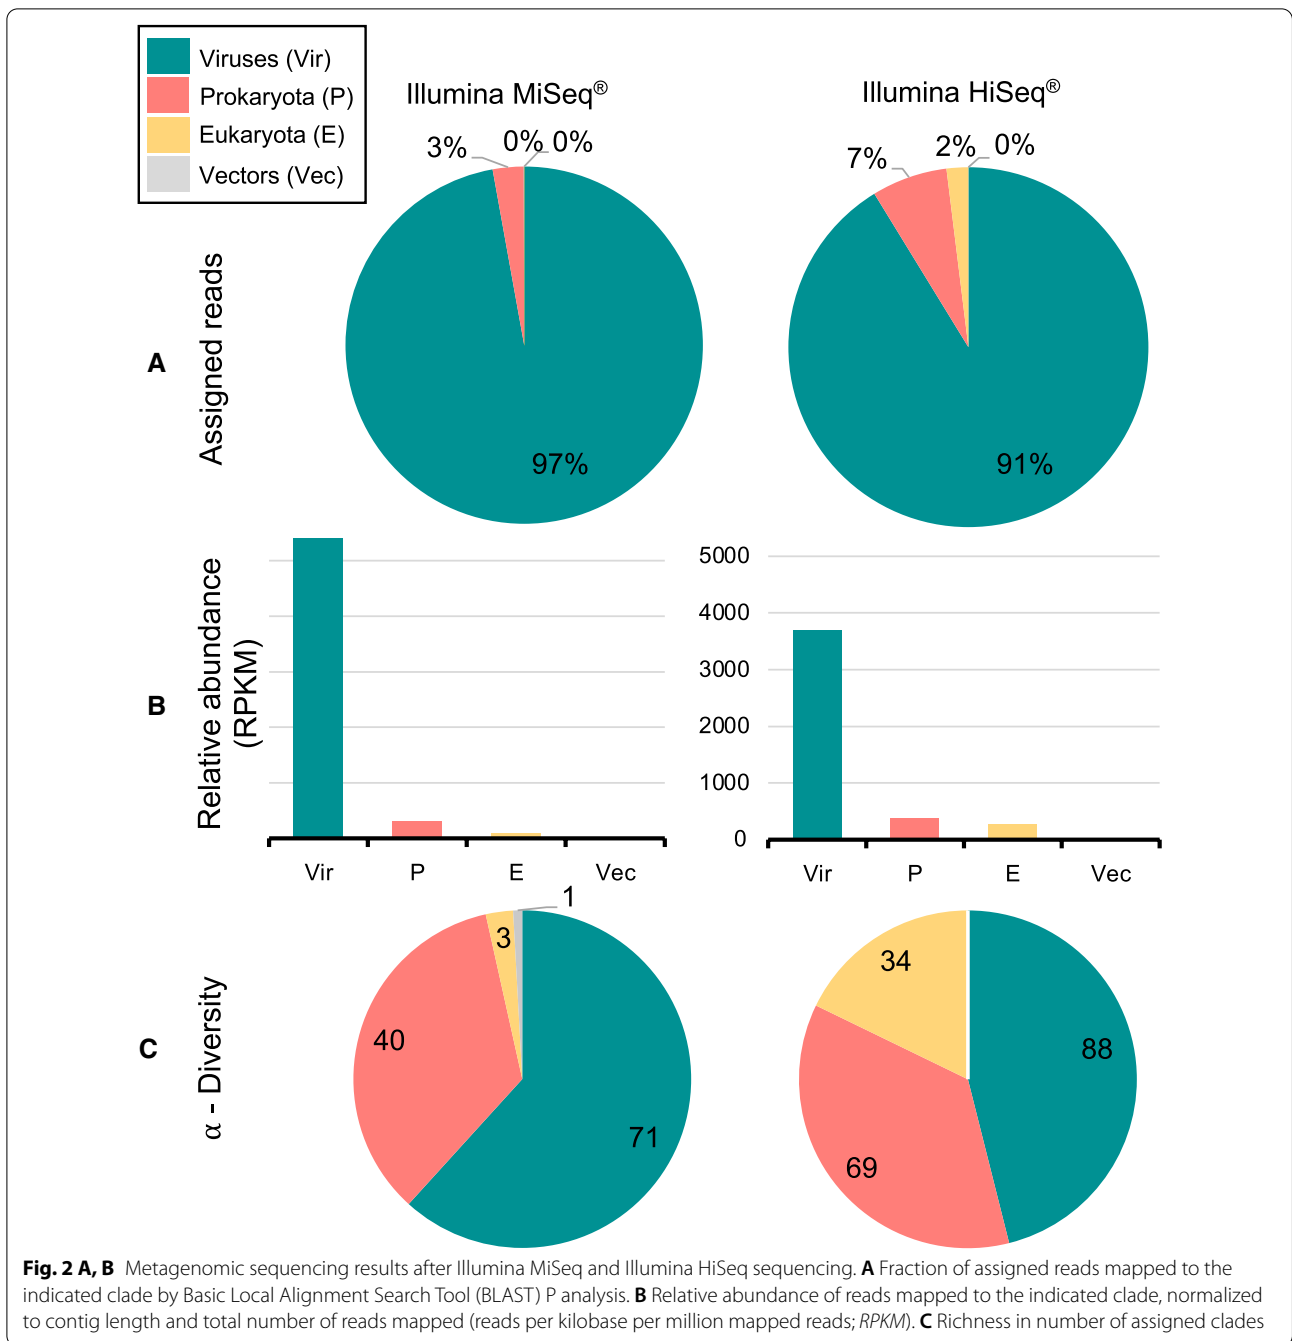 Viruses (Vir)
Prokaryota (P)
Eukaryota (E)
Vectors (Vec)
Illumina MiSeq®
Illumina HiSeq®
3%
0%
0%
7%
2%
0%
A
Assigned reads
97%
91%
B
Relative abundance
(RPKM)
5000
4000
3000
2000
1000
0
Vir
P
E
Vec
Vir
P
E
Vec
C
α - Diversity
1
3
40
71
34
88
69
Fig. 2 A, B Metagenomic sequencing results after Illumina MiSeq and Illumina HiSeq sequencing. A Fraction of assigned reads mapped to the
indicated clade by Basic Local Alignment Search Tool (BLAST) P analysis. B Relative abundance of reads mapped to the indicated clade, normalized
to contig length and total number of reads mapped (reads per kilobase per million mapped reads; RPKM). C Richness in number of assigned clades